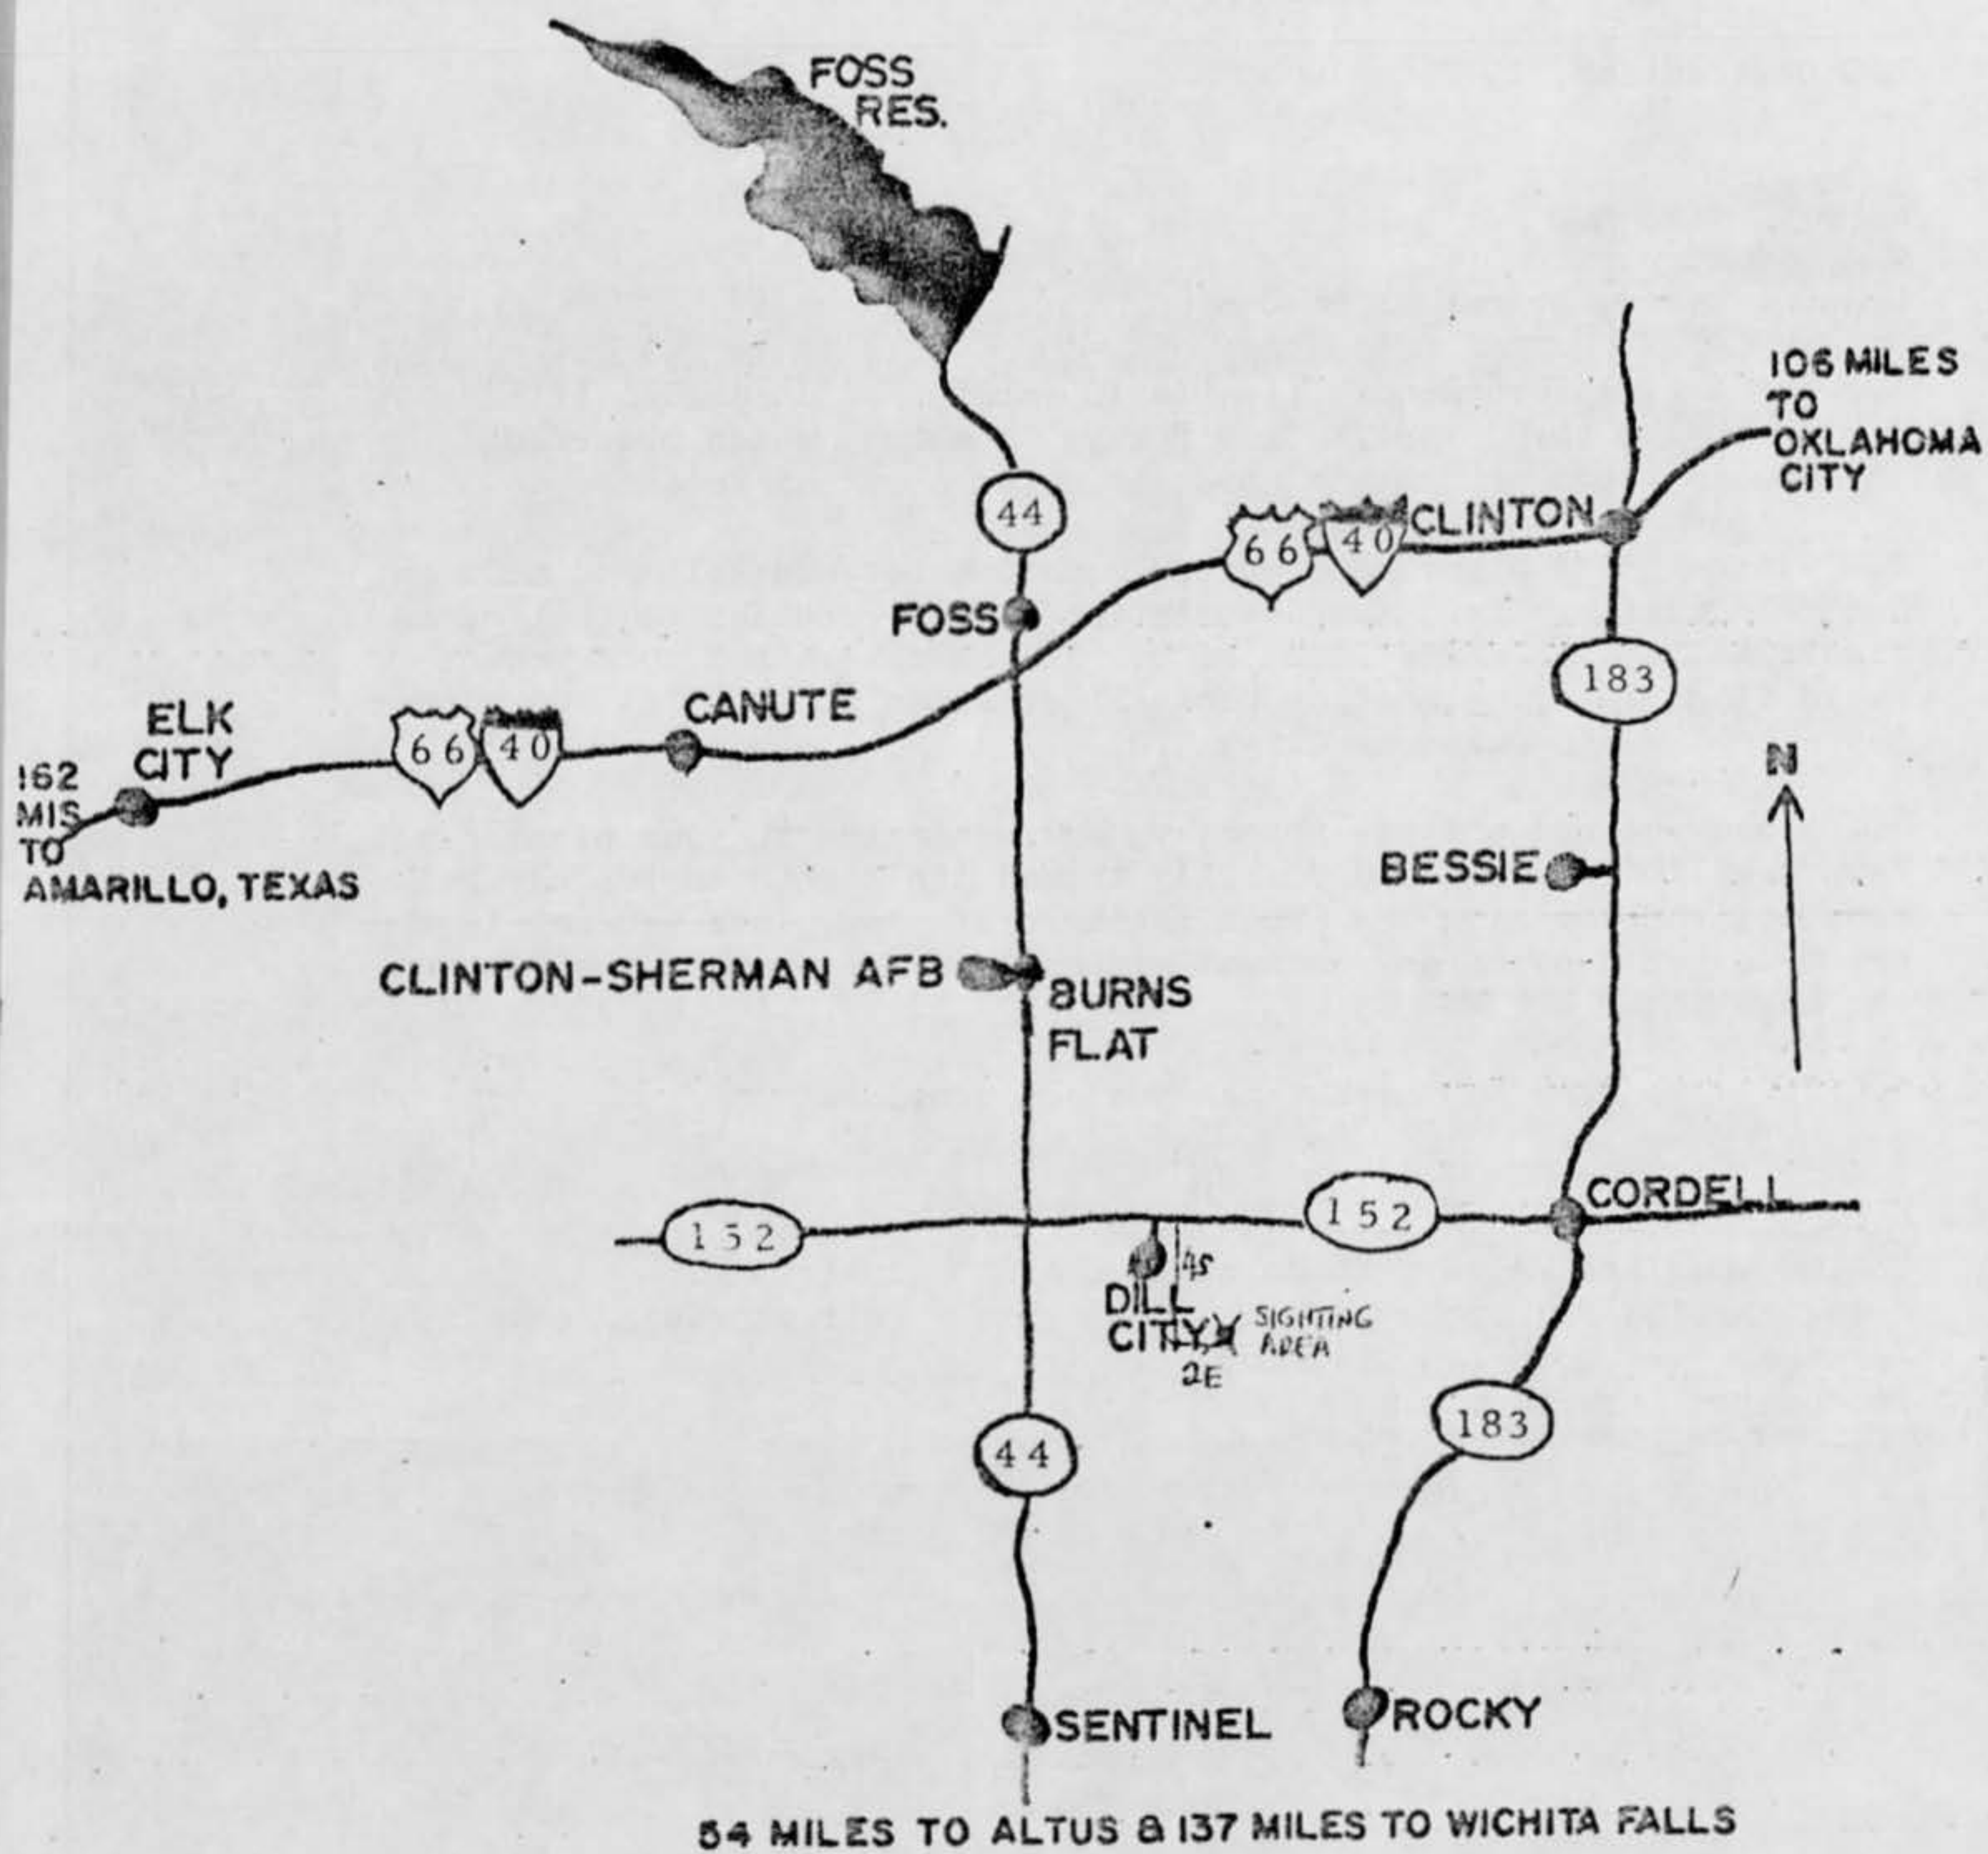 FOSS
RES.
106 MILES
TO
OKLAHOMA
CITY
44
66 40 CLINTON
FOSS
183
ELK
CITY
66 40
CANUTE
N
162
MIS
TO
AMARILLO, TEXAS
BESSIE
CLINTON-SHERMAN AFB
BURNS
FLAT
CORDELL
152
152
DILL
CITY
SIGHTING
AREA
2E
183
44
SENTINEL
ROCKY
54 MILES TO ALTUS & 137 MILES TO WICHITA FALLS